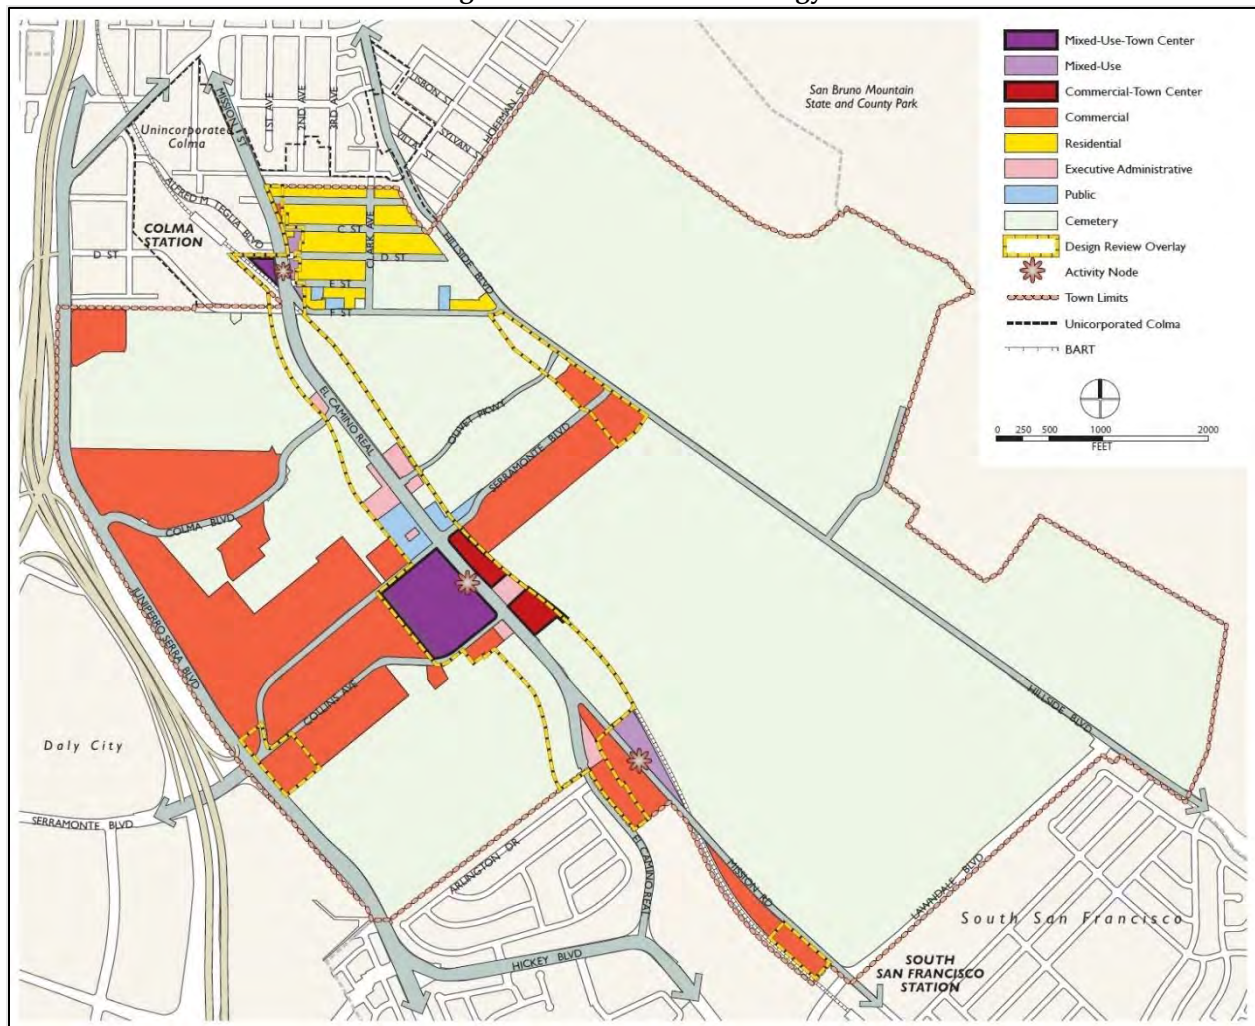 Mixed-Use-Town Center
Mixed-Use
Commercial-Town Center
Commercial
Residential
Executive Administrative
Public
Cemetery
Design Review Overlay
Activity Node
Town Limits
Unicorporated Colma
BART
0 250 500 1000 2000
FEET
San Bruno Mountain
State and County Park
LISBON ST
SYLVAN ST
VILLA ST
HOFFMAN ST
1ST AVE
2ND AVE
3RD AVE
MISSION ST
Unincorporated
Colma
ALFRED M. TEGLIA BLVD
COLMA
STATION
D ST
C ST
D ST
E ST
F ST
CLARK AVE
HILLSIDE BLVD
EL CAMINO REAL
OLIVET PKWY
SERRAMONTE BLVD
COLMA BLVD
JUNIPERRO SERRA BLVD
COLLINS AVE
Daly City
SERRAMONTE BLVD
HILLSIDE BLVD
ARLINGTON DR
EL CAMINO REAL
MISSION RD
LAWNDALE BLVD
South San Francisco
HICKEY BLVD
SOUTH
SAN FRANCISCO
STATION